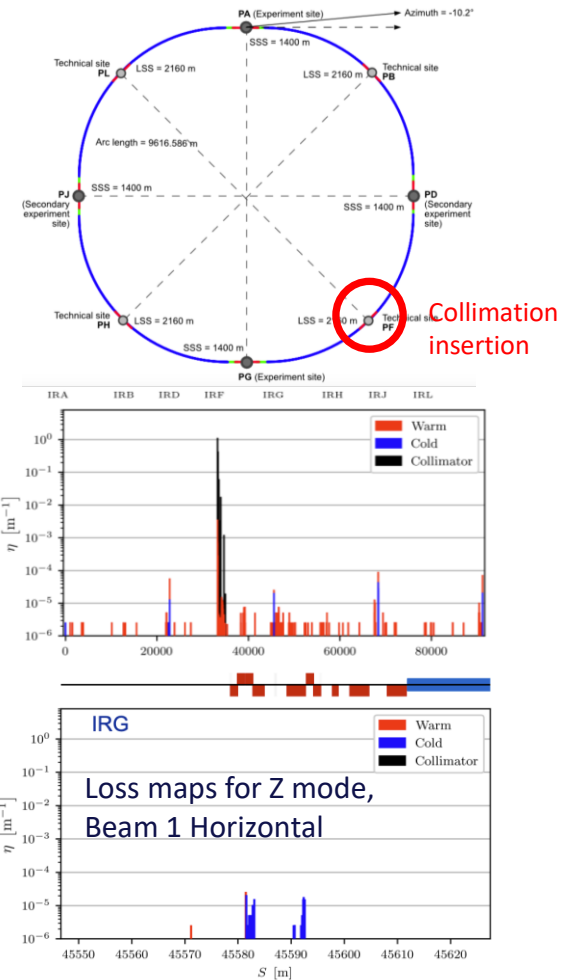 PA (Experiment site)
Azimuth = -10.2°
SSS = 1400 m
Technical site
PL
LSS = 2160 m
LSS = 2160 m
Technical site
PB
Arc length = 9616.586 m
PJ
(Secondary
experiment
site)
SSS = 1400 m
SSS = 1400 m
PD
(Secondary
experiment
site)
Technical site
PH
LSS = 2160 m
LSS = 2160 m
Technical site
PF
Collimation
insertion
SSS = 1400 m
PG (Experiment site)
IRA IRB IRD IRF IRG IRH IRJ IRL
Warm
Cold
Collimator
η [m⁻¹]
10⁰
10⁻¹
10⁻²
10⁻³
10⁻⁴
10⁻⁵
10⁻⁶
0 20000 40000 60000 80000
IRG
Warm
Cold
Collimator
Loss maps for Z mode,
Beam 1 Horizontal
η [m⁻¹]
10⁰
10⁻¹
10⁻²
10⁻³
10⁻⁴
10⁻⁵
10⁻⁶
45550 45560 45570 45580 45590 45600 45610 45620
S [m]